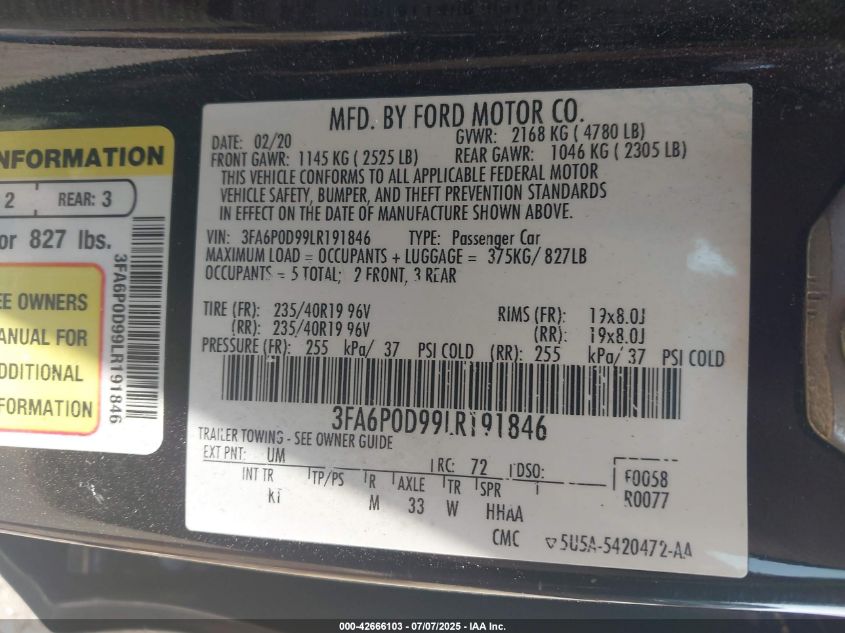 MFD. BY FORD MOTOR CO.
DATE: 02/20 GVWR: 2168 KG ( 4780 LB)
FRONT GAWR: 1145 KG ( 2525 LB) REAR GAWR: 1046 KG ( 2305 LB)
THIS VEHICLE CONFORMS TO ALL APPLICABLE FEDERAL MOTOR
VEHICLE SAFETY, BUMPER, AND THEFT PREVENTION STANDARDS
IN EFFECT ON THE DATE OF MANUFACTURE SHOWN ABOVE.
VIN: 3FA6P0D99LR191846 TYPE: Passenger Car
MAXIMUM LOAD = OCCUPANTS + LUGGAGE = 375KG/ 827LB
OCCUPANTS = 5 TOTAL; 2 FRONT, 3 REAR
TIRE (FR): 235/40R19 96V RIMS (FR): 19x8.0J
(RR): 235/40R19 96V (RR): 19x8.0J
PRESSURE (FR): 255 kPa/ 37 PSI COLD (RR): 255 kPa/ 37 PSI COLD
3FA6P0D99LR191846
TRAILER TOWING - SEE OWNER GUIDE
EXT PNT: UM RC: 72 DSO:
INT TR TP/PS R AXLE TR SPR F0058
KI M 33 W HHAA R0077
CMC ▽5U5A-5420472-AA
NFORMATION
2 REAR: 3
or 827 lbs.
EE OWNERS
MANUAL FOR
DDITIONAL
FORMATION
3FA6P0D99LR191846
000-42666103 / 07/07/2025 - IAA Inc.